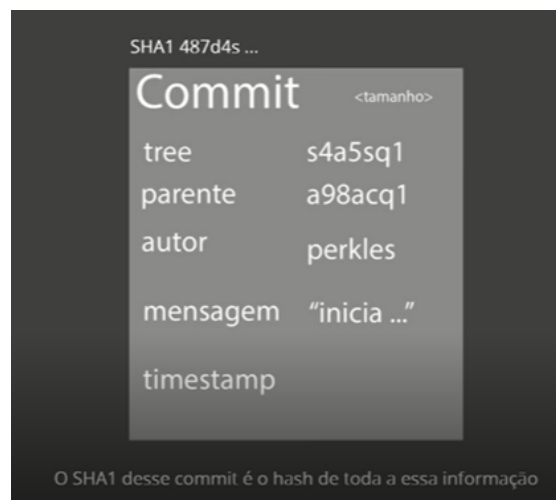 SHA1 487d4s ...
Commit <tamanho>
tree s4a5sq1
parente a98acq1
autor perkles
mensagem “inicia ...”
timestamp
O SHA1 desse commit é o hash de toda a essa informação